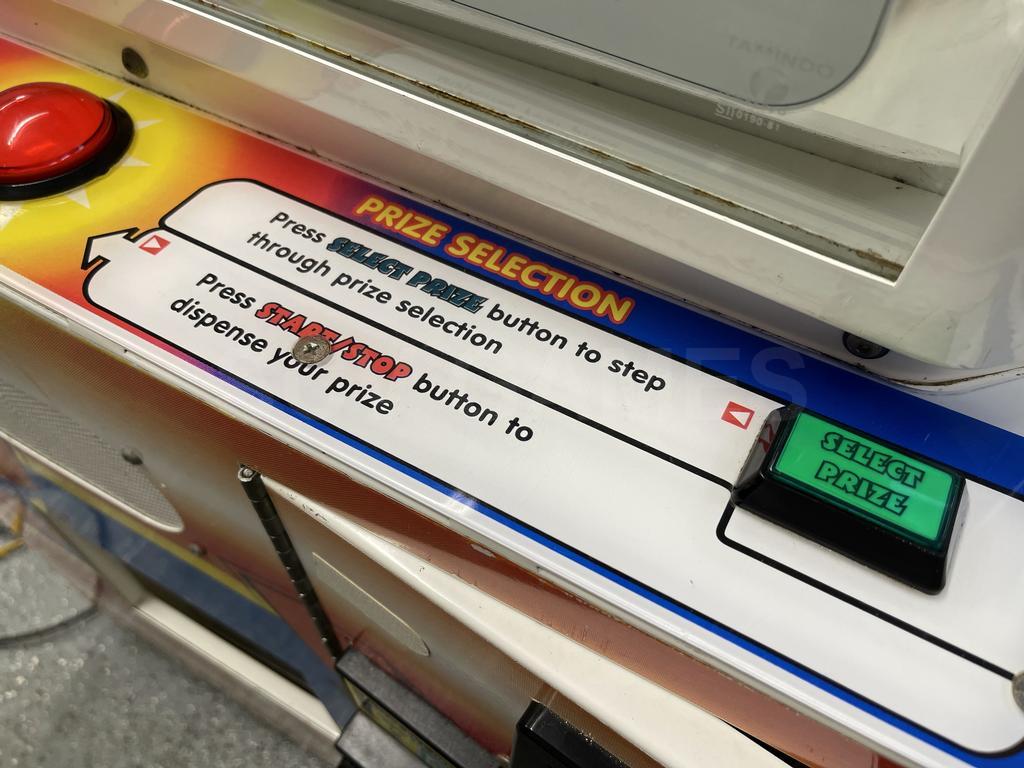 PRIZE SELECTION
Press SELECT PRIZE button to step
through prize selection
Press START/STOP button to
dispense your prize
SELECT
PRIZE